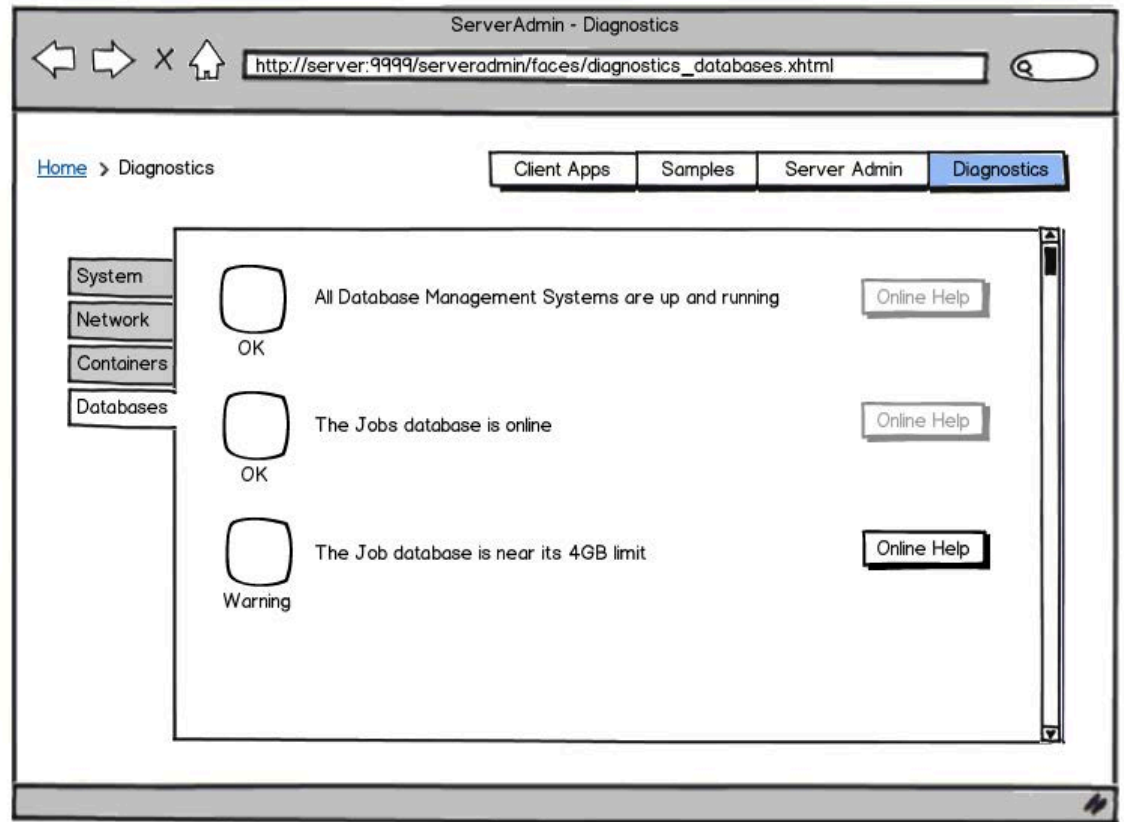 ServerAdmin - Diagnostics
http://server:9999/serveradmin/faces/diagnostics_databases.xhtml
Home > Diagnostics
Client Apps Samples Server Admin Diagnostics
System
Network
Containers
Databases
All Database Management Systems are up and running Online Help
OK
The Jobs database is online Online Help
OK
The Job database is near its 4GB limit Online Help
Warning